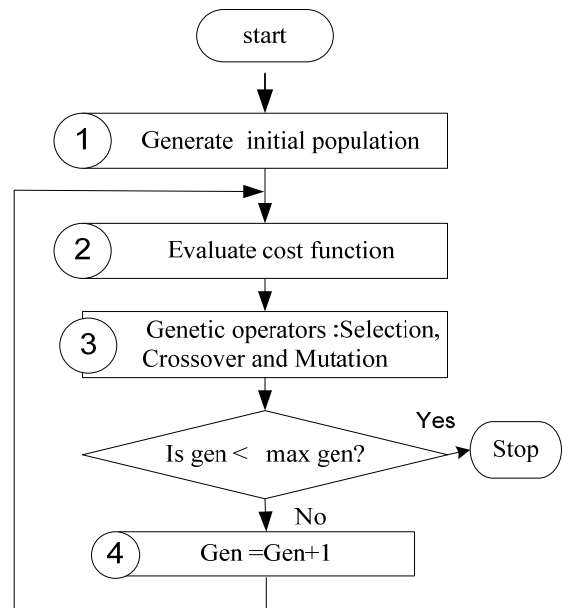 start
1
Generate initial population
2
Evaluate cost function
3
Genetic operators :Selection,
Crossover and Mutation
Is gen < max gen?
Yes
Stop
No
4
Gen =Gen+1